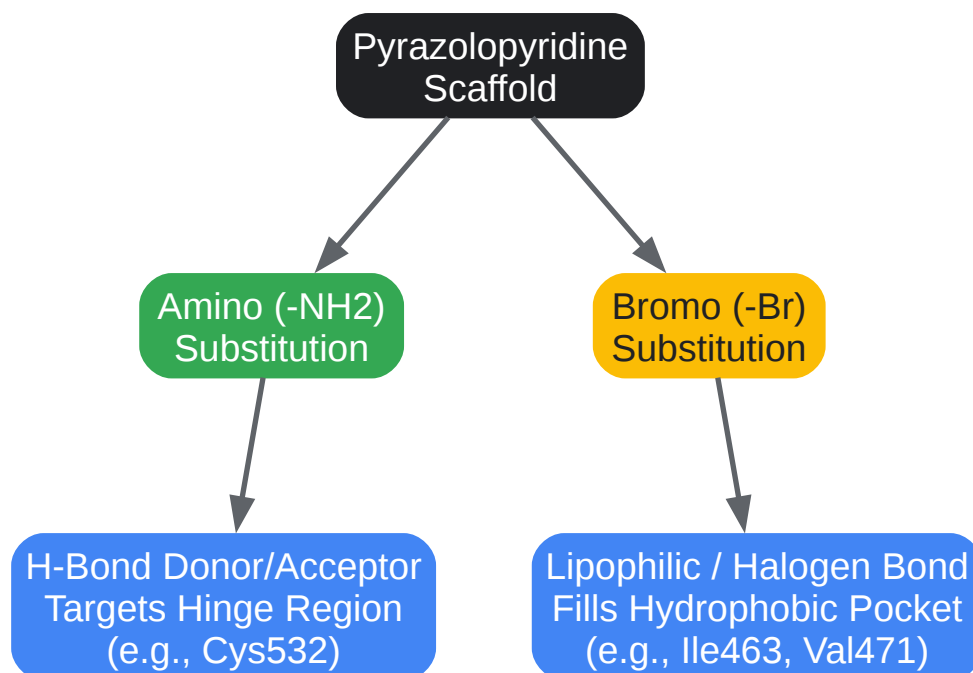 Pyrazolopyridine
Scaffold
Amino (-NH2)
Substitution
Bromo (-Br)
Substitution
H-Bond Donor/Acceptor
Targets Hinge Region
(e.g., Cys532)
Lipophilic / Halogen Bond
Fills Hydrophobic Pocket
(e.g., Ile463, Val471)